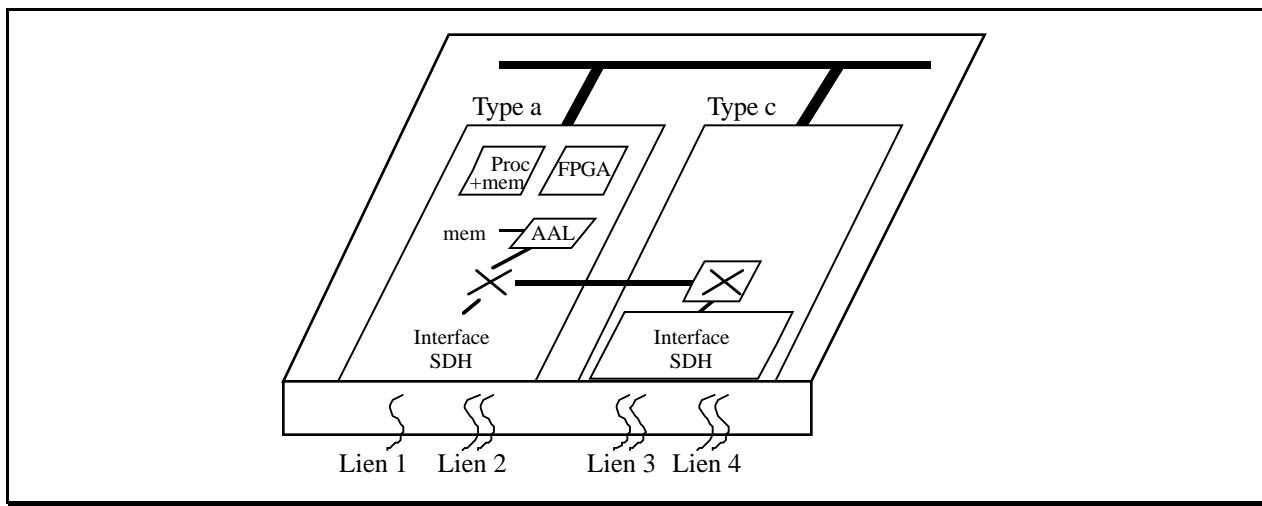 Type a
Type c
Proc
+mem
FPGA
mem
AAL
Interface
SDH
Interface
SDH
Lien 1
Lien 2
Lien 3
Lien 4